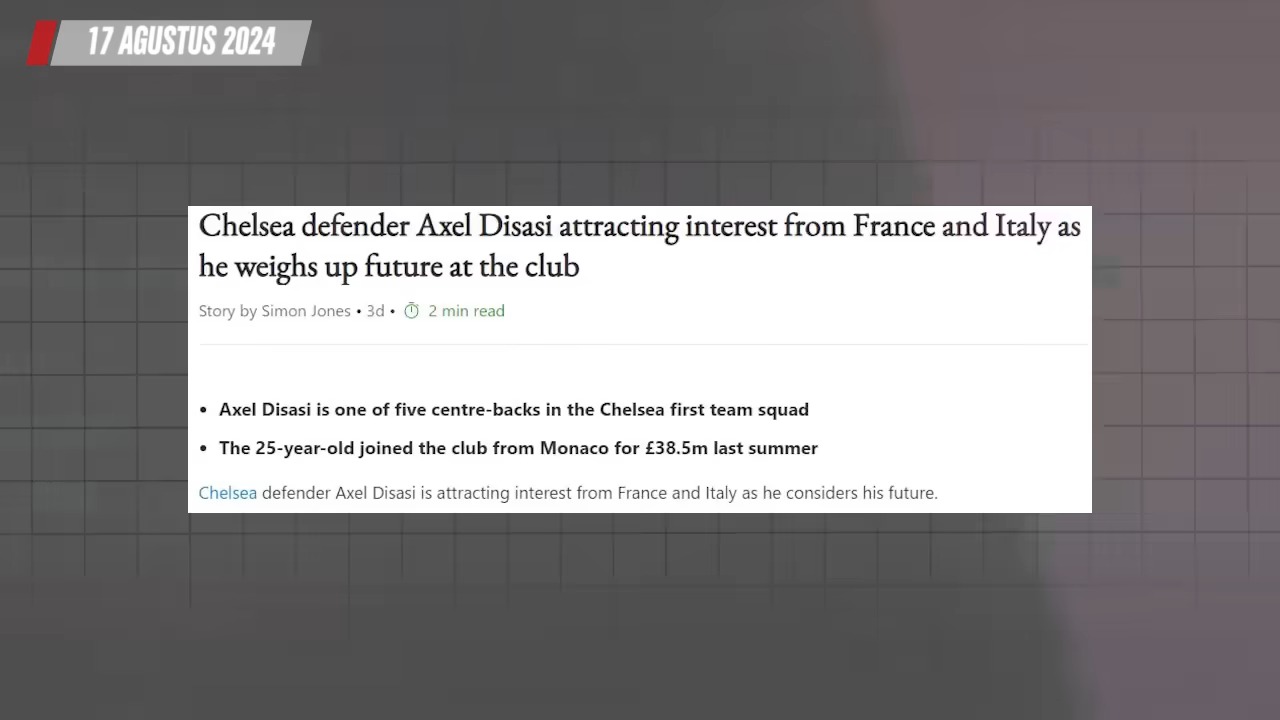 17 AGUSTUS 2024
Chelsea defender Axel Disasi attracting interest from France and Italy as
he weighs up future at the club
Story by Simon Jones • 3d • 2 min read
• Axel Disasi is one of five centre-backs in the Chelsea first team squad
• The 25-year-old joined the club from Monaco for £38.5m last summer
Chelsea defender Axel Disasi is attracting interest from France and Italy as he considers his future.